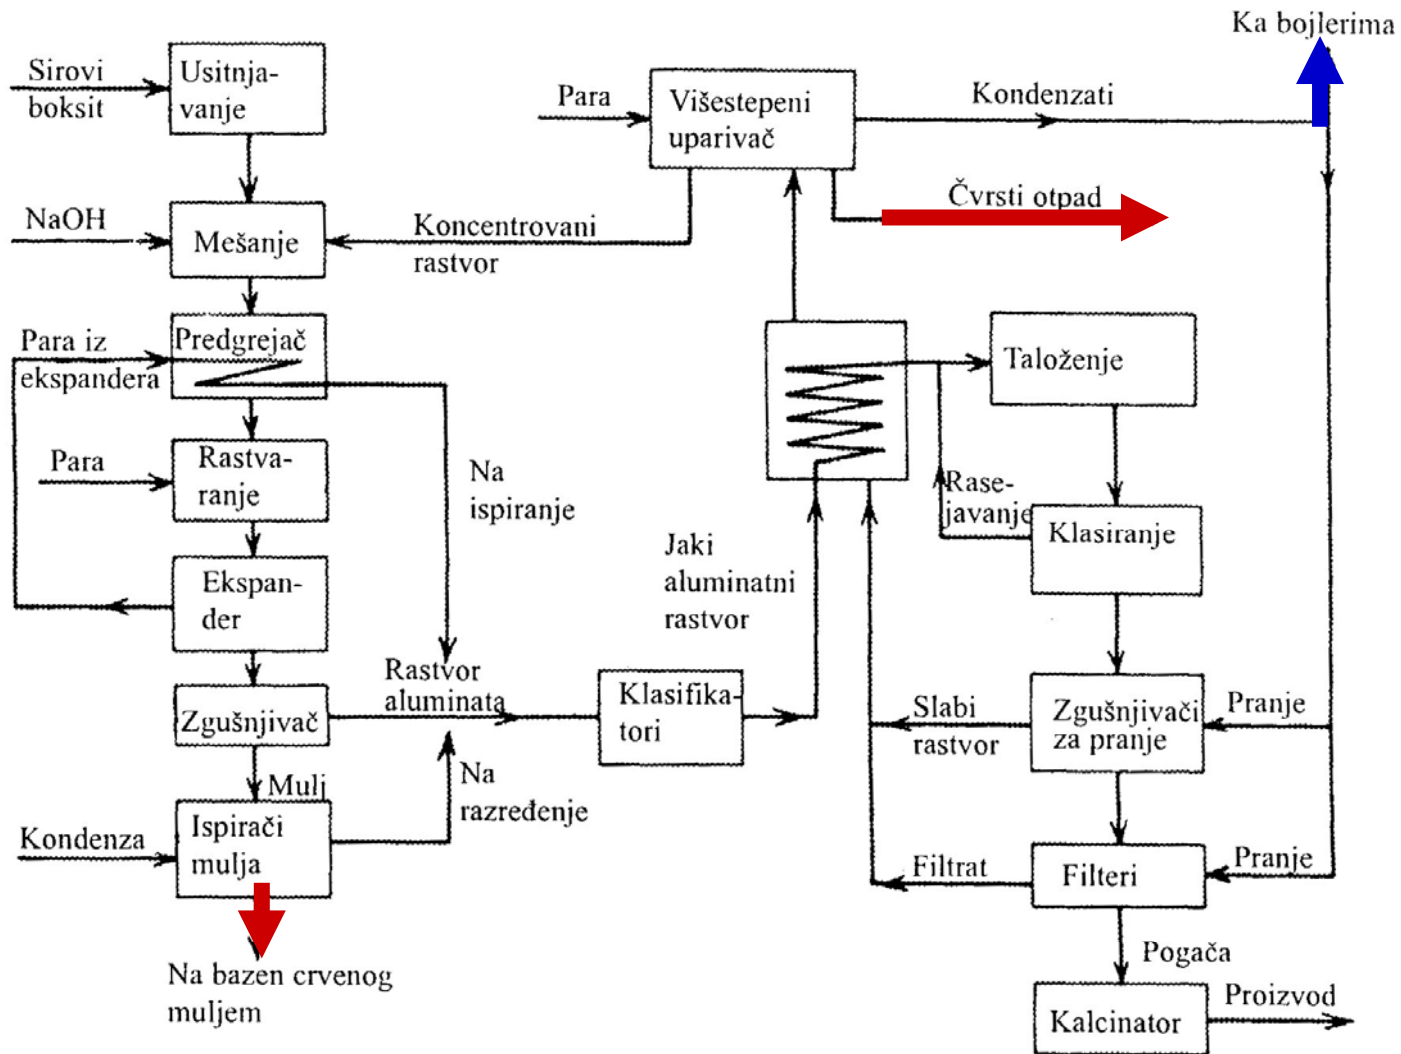 Ka bojlerima
Sirovi
boksit
Usitnja-
vanje
Para
Višestepeni
uparivač
Kondenzati
Čvrsti otpad
NaOH
Mešanje
Koncentrovani
rastvor
Para iz
ekspandera
Predgrejač
Taloženje
Para
Rastva-
ranje
Na
ispiranje
Rase-
javanje
Klasiranje
Jaki
aluminatni
rastvor
Ekspan-
der
Rastvor
aluminata
Klasifika-
tori
Zgušnjivač
Slabi
rastvor
Zgušnjivači
za pranje
Pranje
Mulj
Na
razređenje
Kondenza
Ispirači
mulja
Filtrat
Filteri
Pranje
Na bazen crvenog
muljem
Pogača
Kalcinator
Proizvod